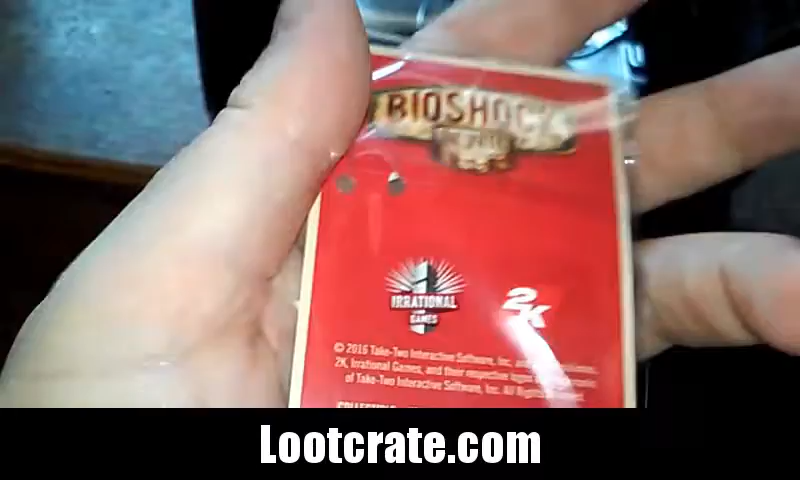 BIOSHOCK
IRRATIONAL
GAMES
2K
© 2016 Take-Two Interactive Software, Inc.
2K, Irrational Games, and their respective logos
of Take-Two Interactive Software, Inc. All Rights
Lootcrate.com